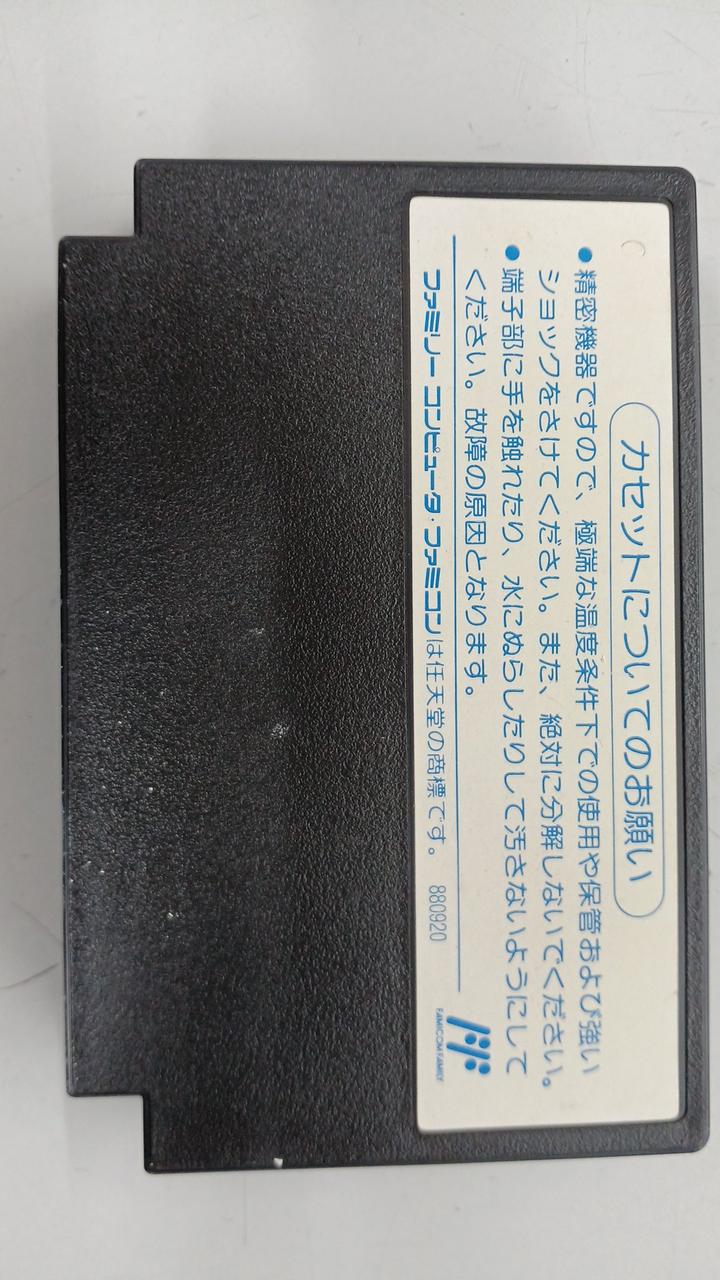 カセットについてのお願い
●精密機器ですので、極端な温度条件下での使用や保管および強い
ショックをさけてください。また、絶対に分解しないでください。
●端子部に手を触れたり、水にぬらしたりして汚さないようにして
ください。故障の原因となります。
ファミリーコンピュータ・ファミコンは任天堂の商標です。 880920
FAMICOM FAMILY